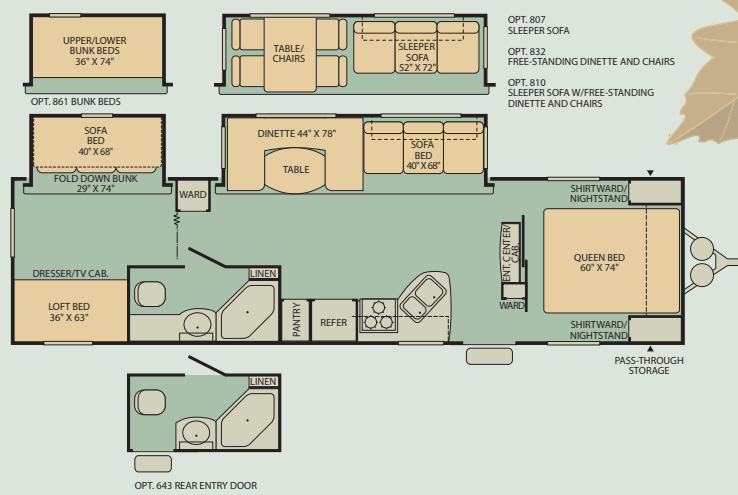 UPPER/LOWER
BUNK BEDS
36" X 74"
OPT. 861 BUNK BEDS
TABLE/
CHAIRS
SLEEPER
SOFA
52" X 72"
OPT. 807
SLEEPER SOFA
OPT. 832
FREE-STANDING DINETTE AND CHAIRS
OPT. 810
SLEEPER SOFA W/FREE-STANDING
DINETTE AND CHAIRS
SOFA
BED
40" X 68"
FOLD DOWN BUNK
29" X 74"
WARD
DINETTE 44" X 78"
TABLE
SOFA
BED
40" X 68"
SHIRTWARD/
NIGHTSTAND
ENT. CENTER/
CAB.
WARD
QUEEN BED
60" X 74"
SHIRTWARD/
NIGHTSTAND
PASS-THROUGH
STORAGE
DRESSER/TV CAB.
LOFT BED
36" X 63"
LINEN
PANTRY
REFER
LINEN
OPT. 643 REAR ENTRY DOOR